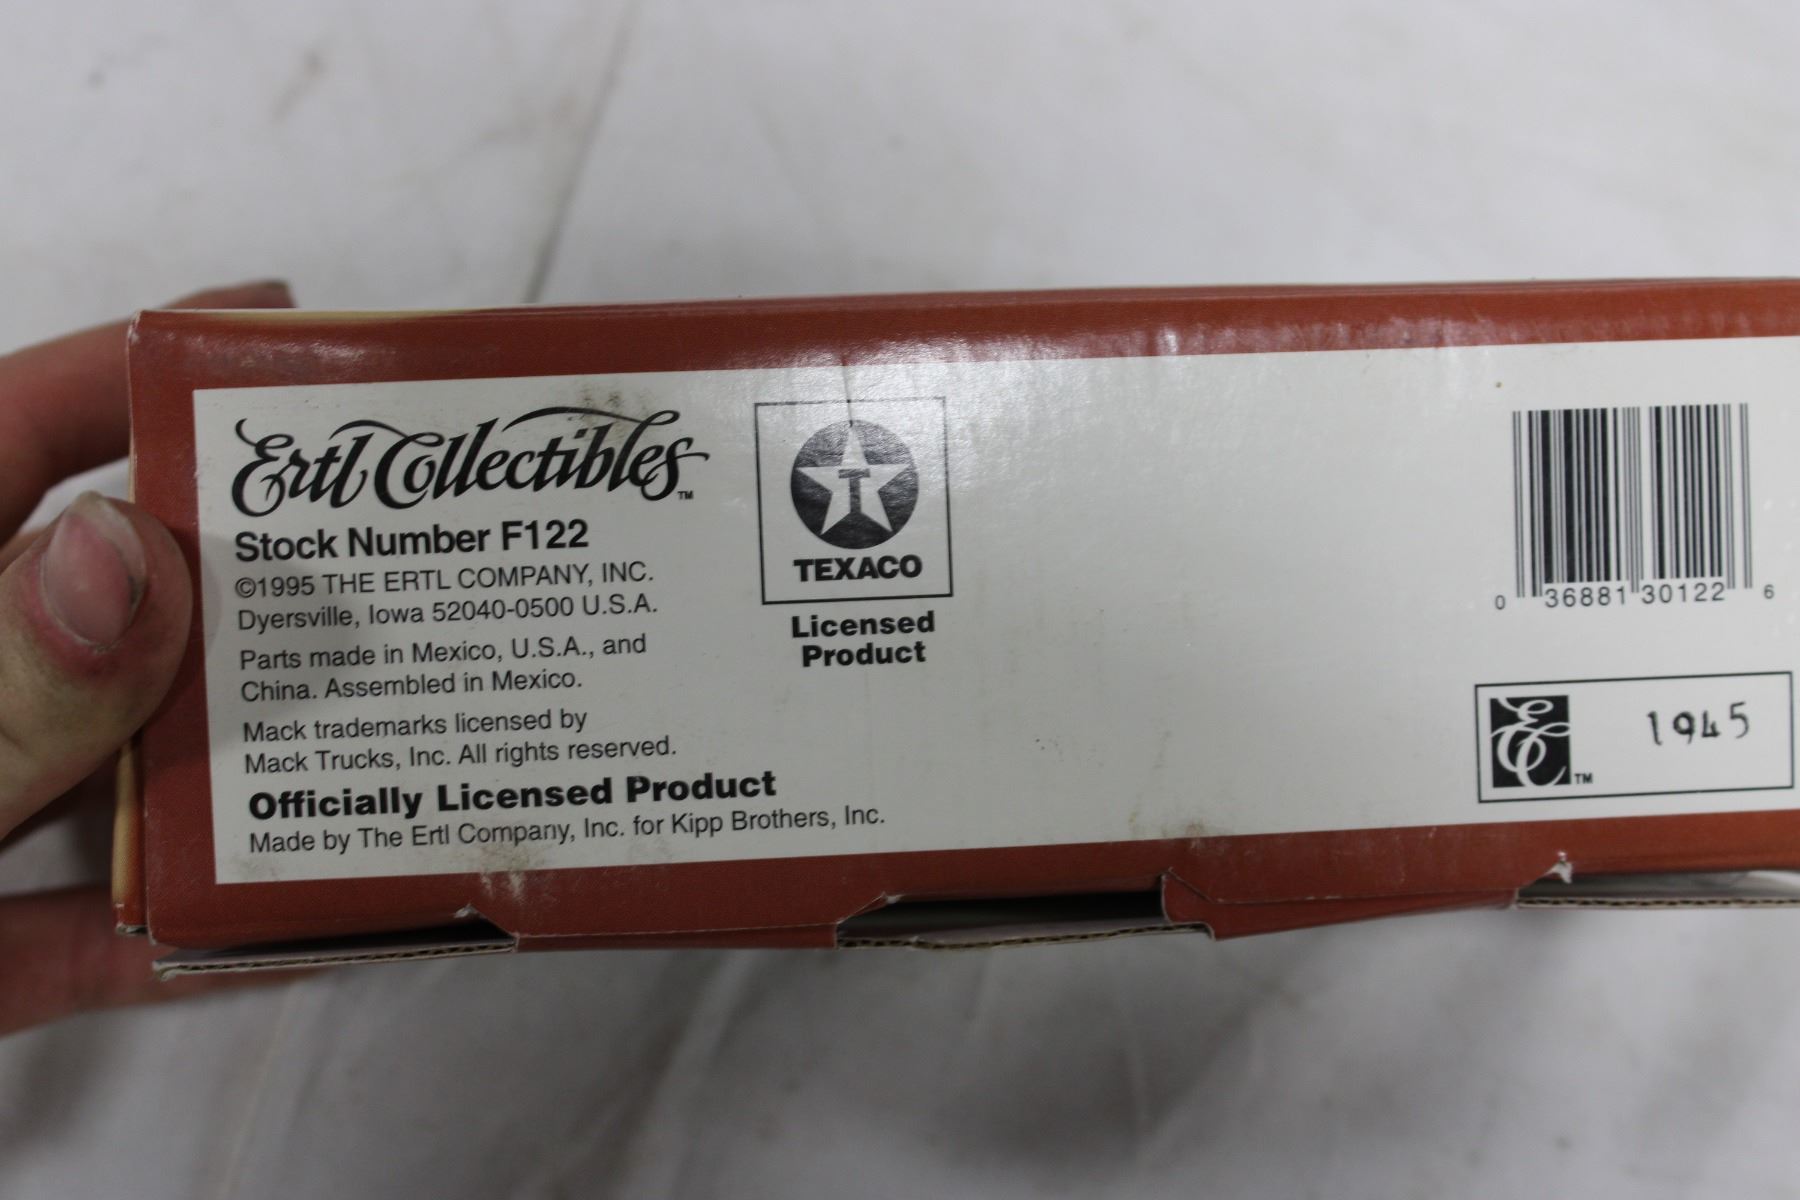 Ertl Collectibles™
Stock Number F122
©1995 THE ERTL COMPANY, INC.
Dyersville, Iowa 52040-0500 U.S.A.
Parts made in Mexico, U.S.A., and
China. Assembled in Mexico.
Mack trademarks licensed by
Mack Trucks, Inc. All rights reserved.
Officially Licensed Product
Made by The Ertl Company, Inc. for Kipp Brothers, Inc.
T
TEXACO
Licensed
Product
0 36881 30122 6
EC™ 1945